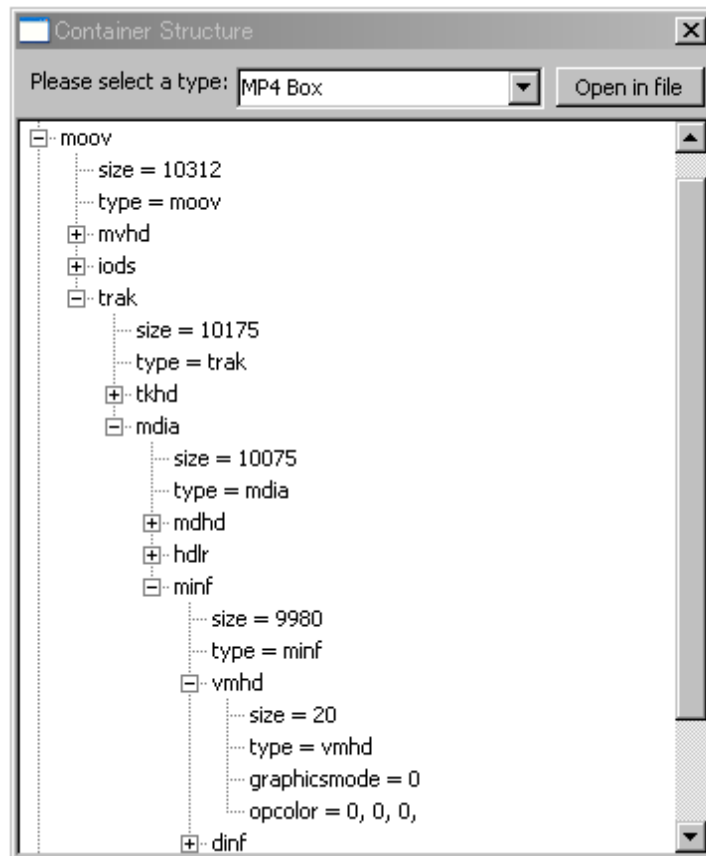 Container Structure
Please select a type: MP4 Box Open in file
moov
size = 10312
type = moov
mvhd
iods
trak
size = 10175
type = trak
tkhd
mdia
size = 10075
type = mdia
mdhd
hdlr
minf
size = 9980
type = minf
vmhd
size = 20
type = vmhd
graphicsmode = 0
opcolor = 0, 0, 0,
dinf